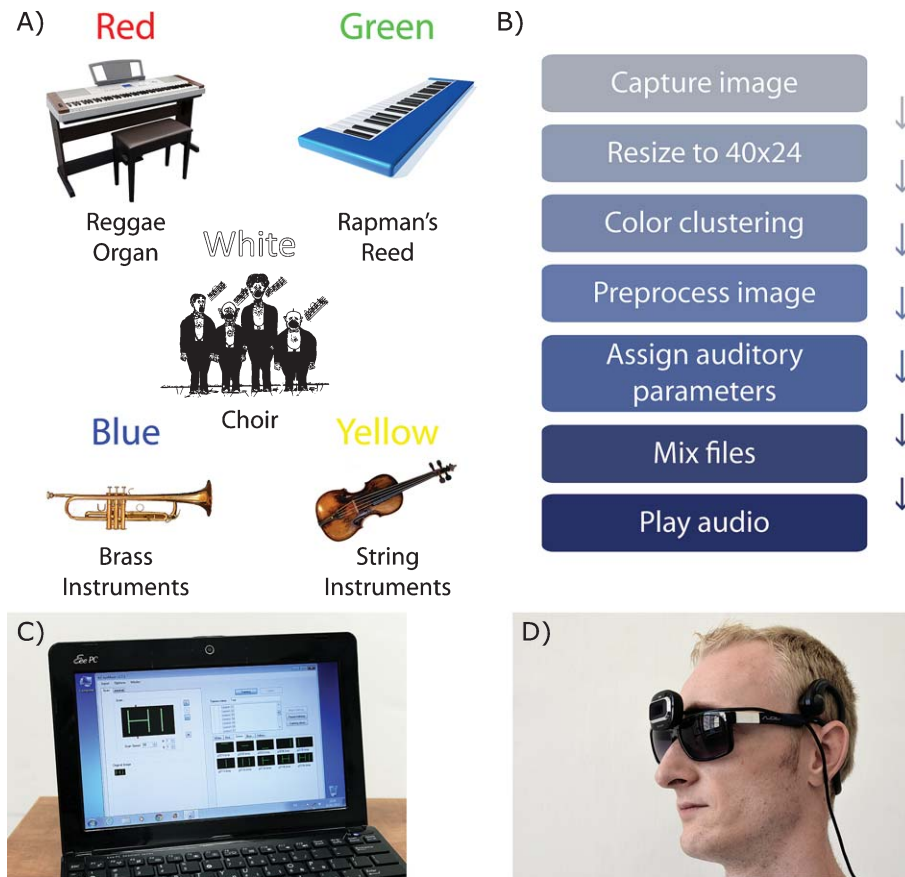 A)
Red
Green
Reggae
Organ
Rapman's
Reed
White
Choir
Blue
Yellow
Brass
Instruments
String
Instruments
B)
Capture image
Resize to 40x24
Color clustering
Preprocess image
Assign auditory
parameters
Mix files
Play audio
C)
Eee PC
HI
D)